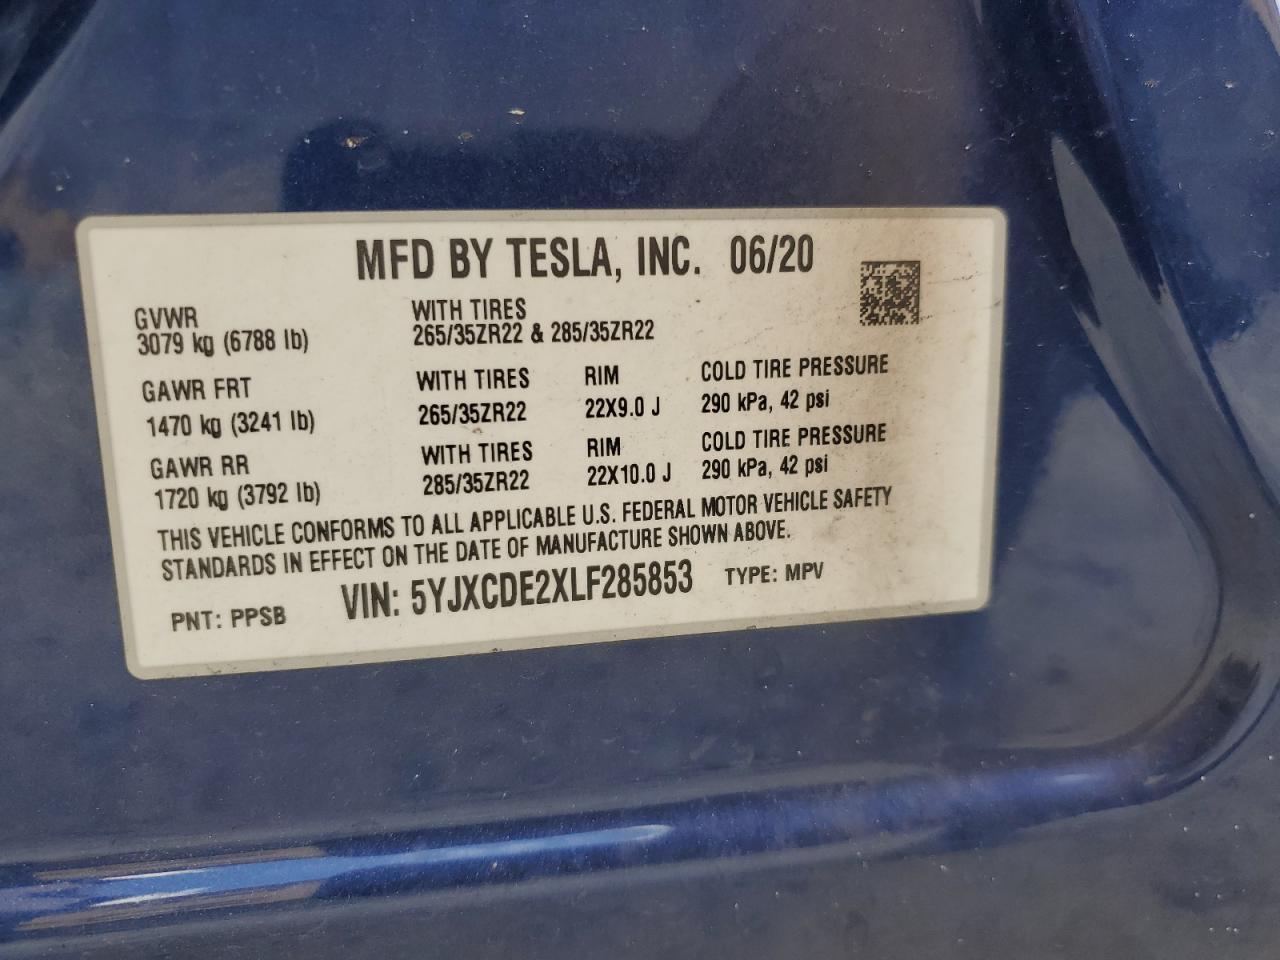 MFD BY TESLA, INC. 06/20
GVWR
3079 kg (6788 lb)
WITH TIRES
265/35ZR22 & 285/35ZR22
GAWR FRT
1470 kg (3241 lb)
WITH TIRES
265/35ZR22
RIM
22X9.0 J
COLD TIRE PRESSURE
290 kPa, 42 psi
GAWR RR
1720 kg (3792 lb)
WITH TIRES
285/35ZR22
RIM
22X10.0 J
COLD TIRE PRESSURE
290 kPa, 42 psi
THIS VEHICLE CONFORMS TO ALL APPLICABLE U.S. FEDERAL MOTOR VEHICLE SAFETY
STANDARDS IN EFFECT ON THE DATE OF MANUFACTURE SHOWN ABOVE.
PNT: PPSB VIN: 5YJXCDE2XLF285853 TYPE: MPV